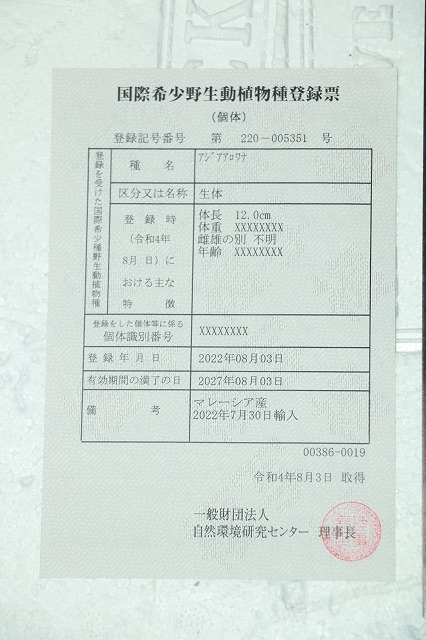 国際希少野生動植物種登録票
(個体)
登録記号番号 第 220-005351 号
登録を受けた国際希少野生動植物種
種名 アジアアロワナ
区分又は名称 生体
登録時
(令和4年
8月 日)に
おける主な
特徴
体長 12.0cm
体重 XXXXXXXX
雌雄の別 不明
年齢 XXXXXXXX
登録をした個体等に係る
個体識別番号
XXXXXXXX
登録年月日 2022年08月03日
有効期間の満了の日 2027年08月03日
備考
マレーシア産
2022年7月30日輸入
00386-0019
令和4年8月3日 取得
一般財団法人
自然環境研究センター 理事長